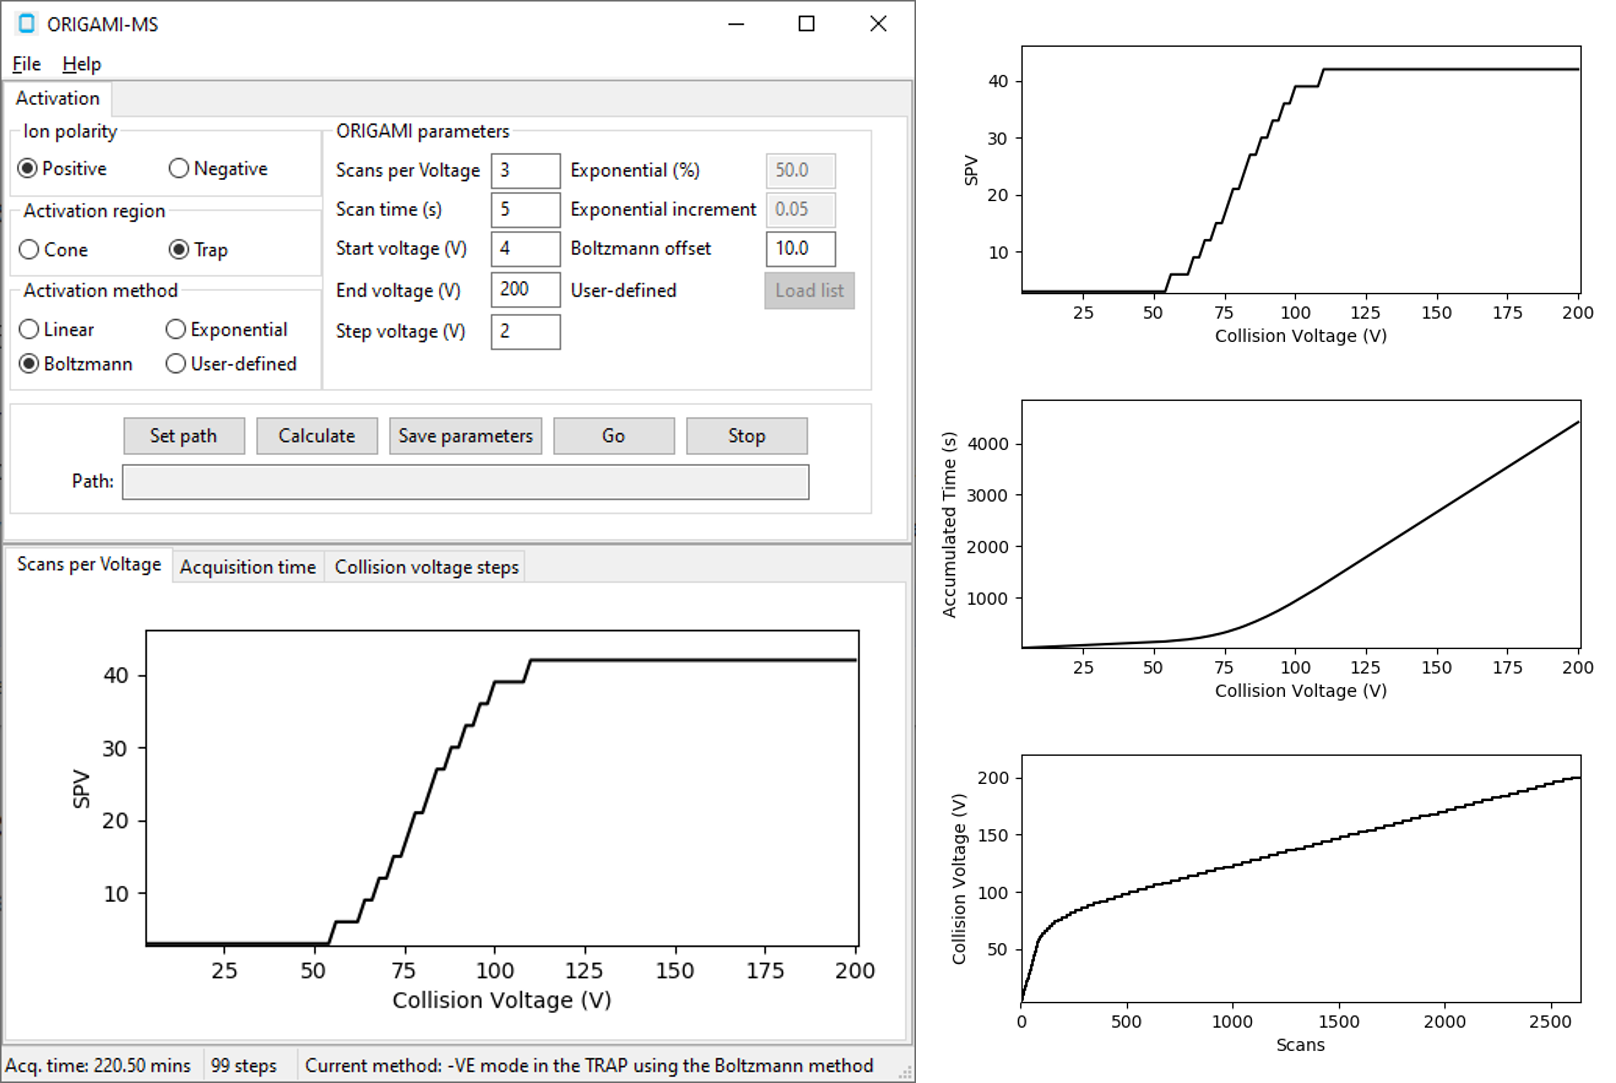 ORIGAMI-MS
File Help
Activation
Ion polarity
Positive Negative
Activation region
Cone Trap
Activation method
Linear Exponential
Boltzmann User-defined
ORIGAMI parameters
Scans per Voltage 3 Exponential (%) 50.0
Scan time (s) 5 Exponential increment 0.05
Start voltage (V) 4 Boltzmann offset 10.0
End voltage (V) 200 User-defined Load list
Step voltage (V) 2
Set path Calculate Save parameters Go Stop
Path:
Scans per Voltage Acquisition time Collision voltage steps
SPV
40
30
20
10
25 50 75 100 125 150 175 200
Collision Voltage (V)
Acq. time: 220.50 mins 99 steps Current method: -VE mode in the TRAP using the Boltzmann method
SPV
40
30
20
10
25 50 75 100 125 150 175 200
Collision Voltage (V)
Accumulated Time (s)
4000
3000
2000
1000
25 50 75 100 125 150 175 200
Collision Voltage (V)
Collision Voltage (V)
200
150
100
50
0 500 1000 1500 2000 2500
Scans